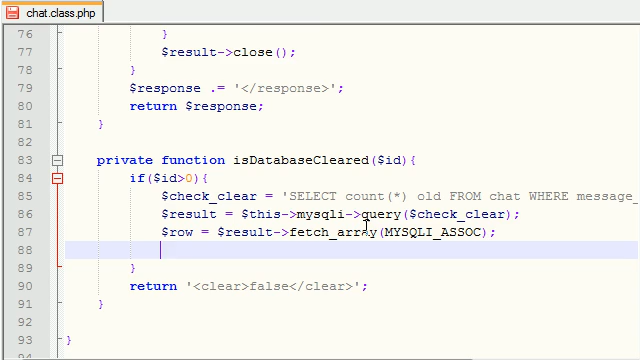 chat.class.php
76 }
77 $result->close();
78 }
79 $response .= '</response>';
80 return $response;
81 }
82
83 private function isDatabaseCleared($id){
84 if($id>0){
85 $check_clear = 'SELECT count(*) old FROM chat WHERE message_
86 $result = $this->mysqli->query($check_clear);
87 $row = $result->fetch_array(MYSQLI_ASSOC);
88
89 }
90 return '<clear>false</clear>';
91 }
92
93 }
94